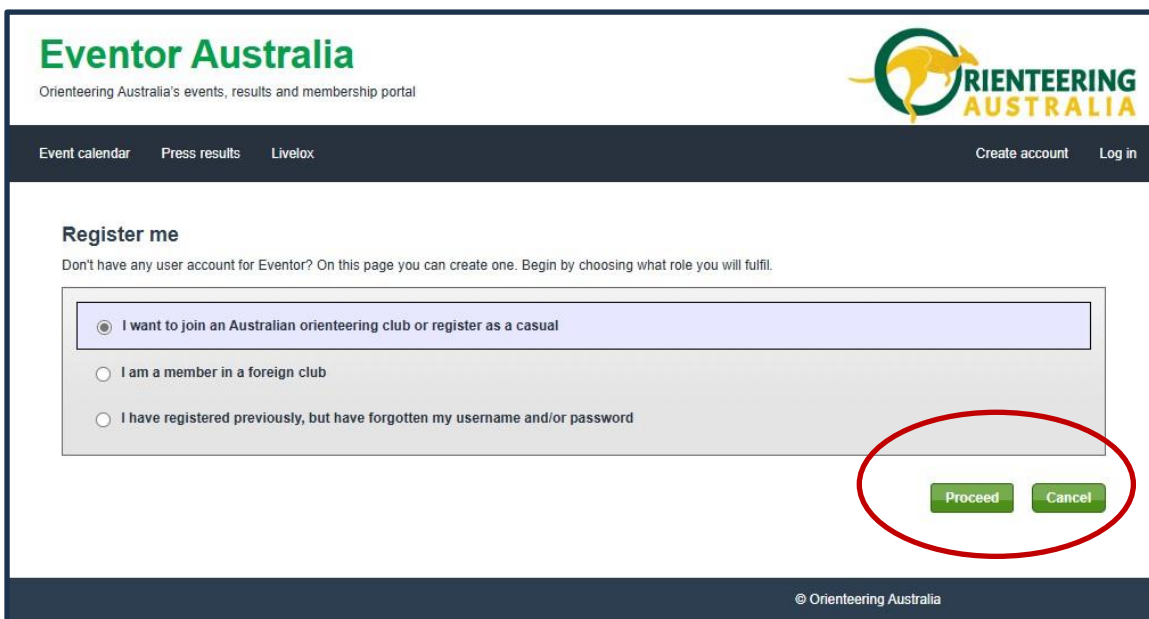 Eventor Australia
Orienteering Australia's events, results and membership portal
ORIENTEERING
AUSTRALIA
Event calendar Press results Livelox Create account Log in
Register me
Don't have any user account for Eventor? On this page you can create one. Begin by choosing what role you will fulfil.
I want to join an Australian orienteering club or register as a casual
I am a member in a foreign club
I have registered previously, but have forgotten my username and/or password
Proceed Cancel
© Orienteering Australia